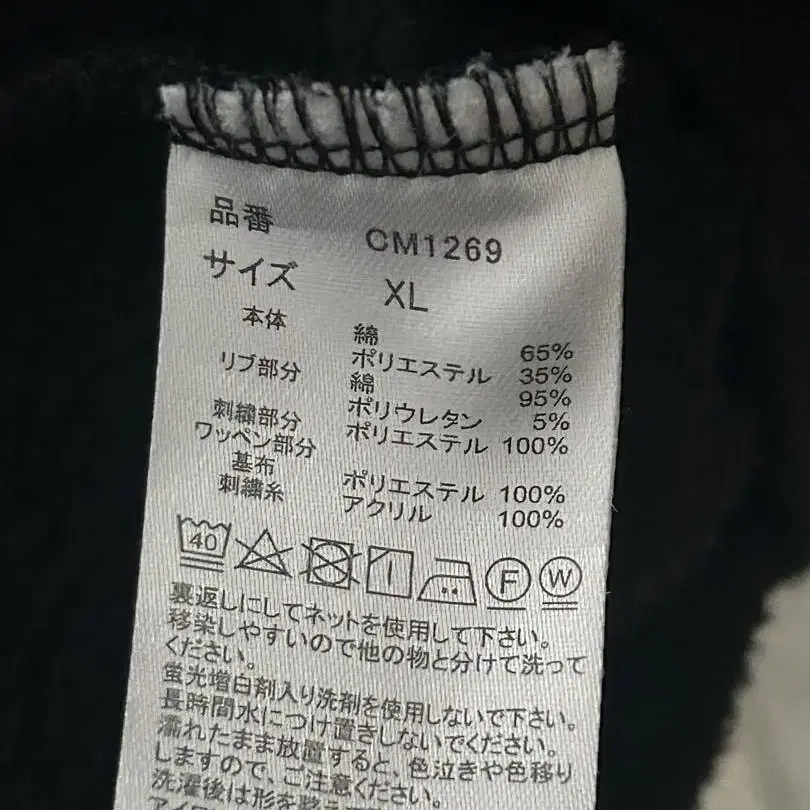 品番 CM1269
サイズ XL
本体 綿 65%
ポリエステル 35%
リブ部分 綿 95%
ポリウレタン 5%
刺繍部分 ポリエステル 100%
ワッペン部分
基布 ポリエステル 100%
刺繍糸 アクリル 100%
40 F W
裏返しにしてネットを使用して下さい。
移染しやすいので他の物と分けて洗って
ください。
蛍光増白剤入り洗剤を使用しないで下さい。
長時間水につけ置きしないでください。
濡れたまま放置すると、色泣きや色移り
しますので、ご注意ください。
洗濯後は形を整え